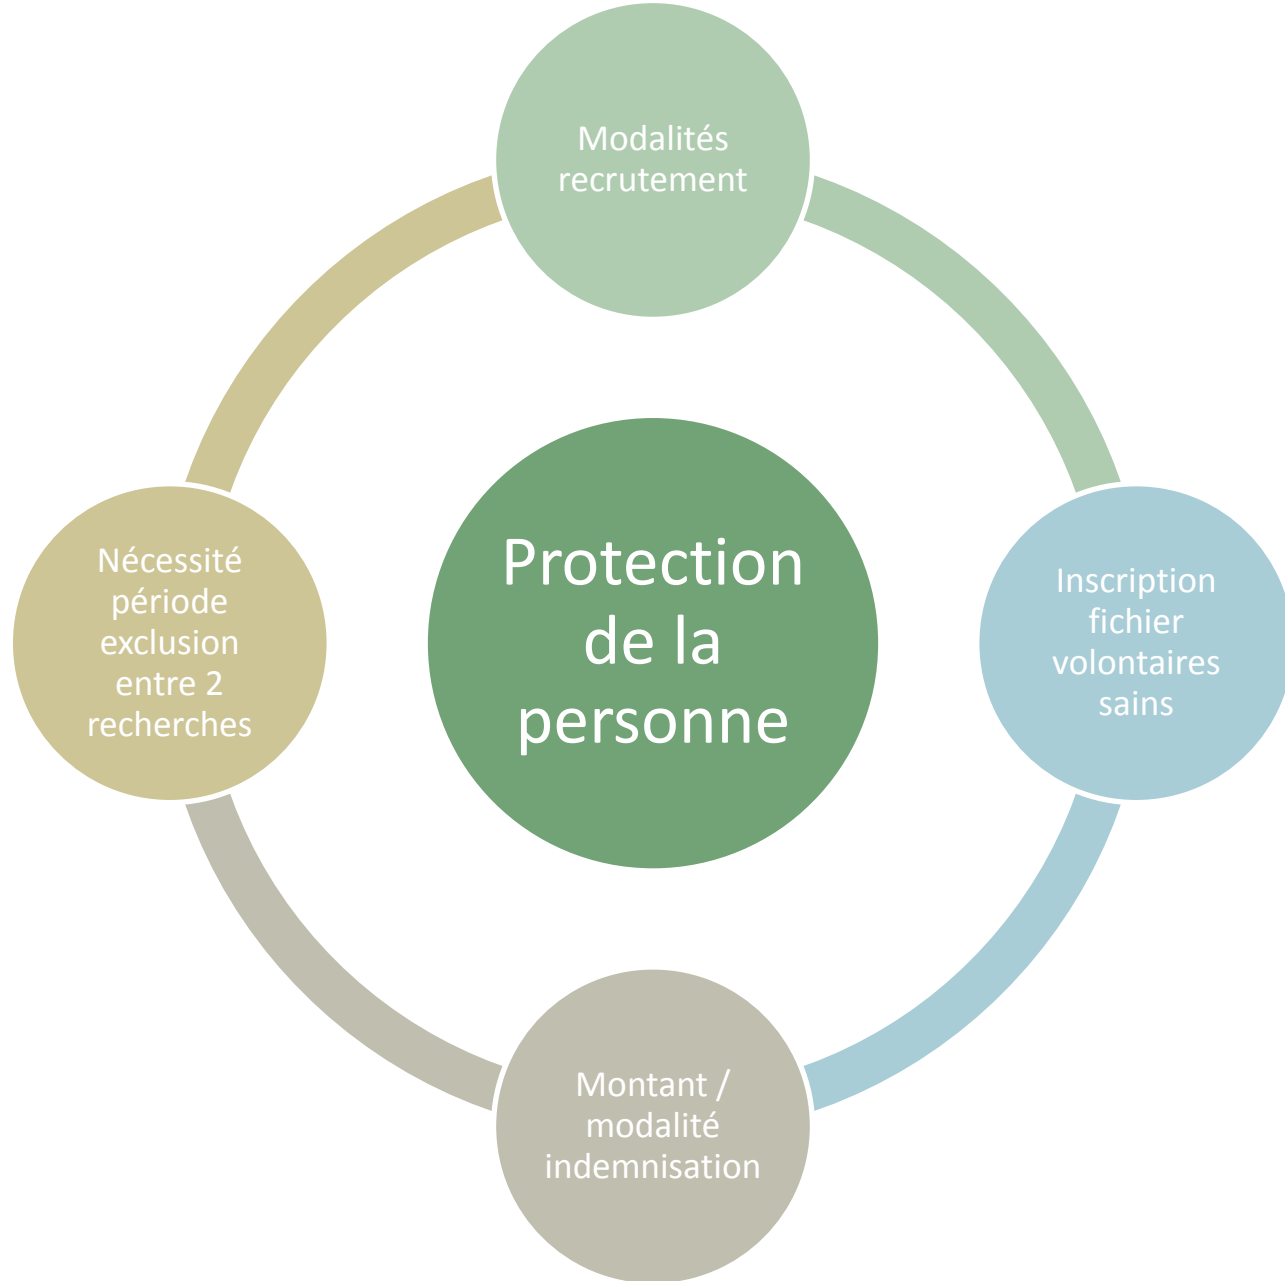 Modalités
recrutement
Nécessité
période
exclusion
entre 2
recherches
Protection
de la
personne
Inscription
fichier
volontaires
sains
Montant /
modalité
indemnisation